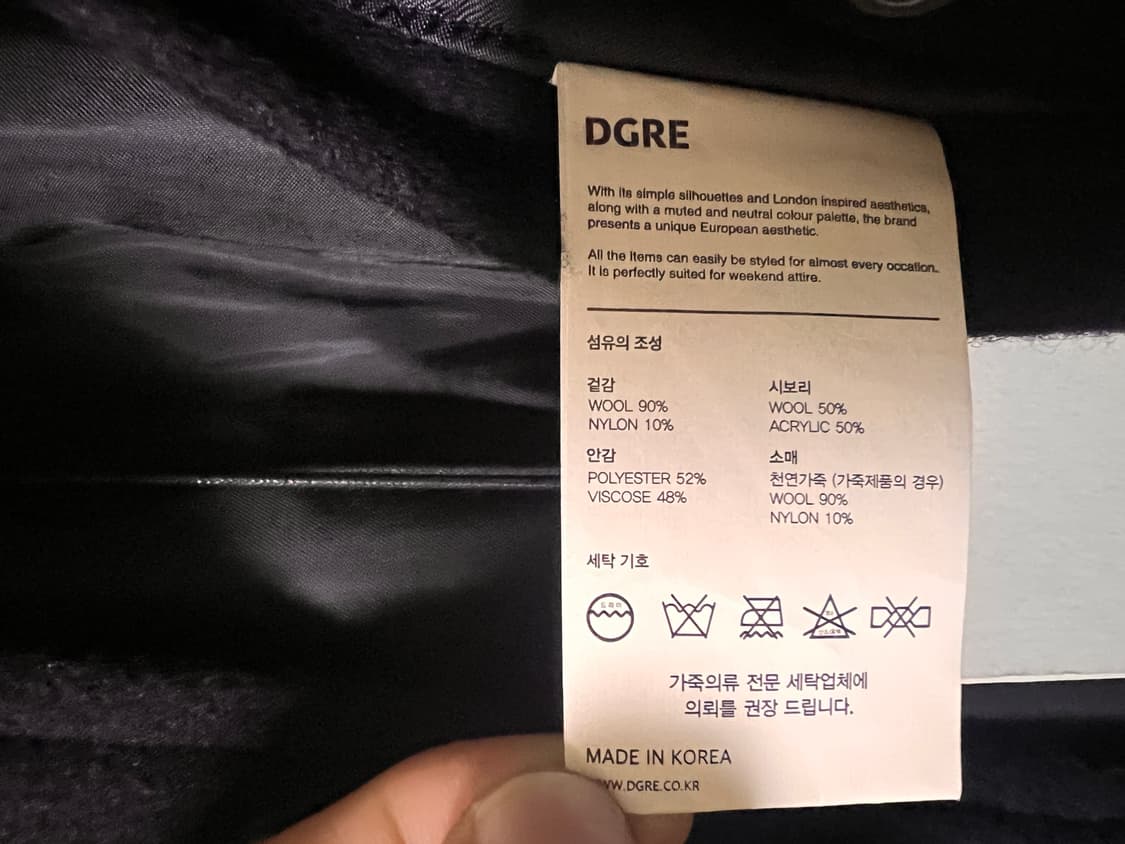 DGRE
With its simple silhouettes and London inspired aesthetics,
along with a muted and neutral colour palette, the brand
presents a unique European aesthetic.
All the items can easily be styled for almost every occation.
It is perfectly suited for weekend attire.
섬유의 조성
겉감
WOOL 90%
NYLON 10%
시보리
WOOL 50%
ACRYLIC 50%
안감
POLYESTER 52%
VISCOSE 48%
소매
천연가죽 (가죽제품의 경우)
WOOL 90%
NYLON 10%
세탁 기호
드라이
가죽의류 전문 세탁업체에
의뢰를 권장 드립니다.
MADE IN KOREA
W.DGRE.CO.KR